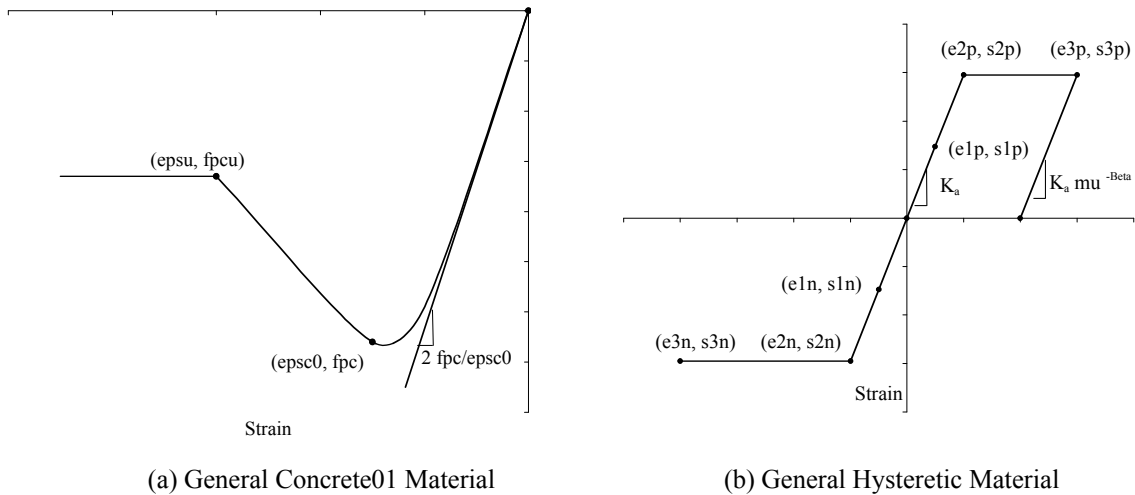 (epsu, fpcu)
(epsc0, fpc)
2 fpc/epsc0
Strain
(a) General Concrete01 Material
(e2p, s2p)
(e3p, s3p)
(e1p, s1p)
Kₐ
Kₐ mu ⁻ᴮᵉᵗᵃ
(e1n, s1n)
(e3n, s3n)
(e2n, s2n)
Strain
(b) General Hysteretic Material